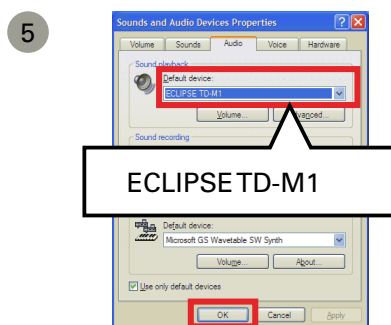 5
Sounds and Audio Devices Properties
Volume Sounds Audio Voice Hardware
Sound playback
Default device:
ECLIPSE TD-M1
Volume...
Sound recording
ECLIPSE TD-M1
Default device:
Microsoft GS Wavetable SW Synth
Volume... About...
Use only default devices
OK Cancel Apply